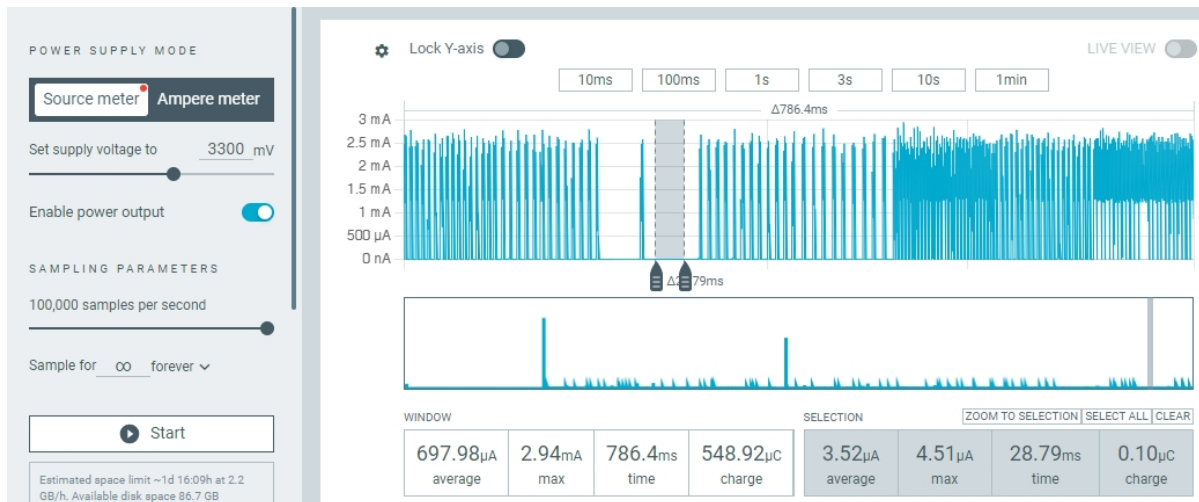 POWER SUPPLY MODE
Source meter Ampere meter
Set supply voltage to 3300 mV
Enable power output
SAMPLING PARAMETERS
100,000 samples per second
Sample for ∞ forever
Start
Estimated space limit ~1d 16:09h at 2.2
GB/h. Available disk space 86.7 GB
Lock Y-axis
LIVE VIEW
10ms 100ms 1s 3s 10s 1min
Δ786.4ms
3 mA
2.5 mA
2 mA
1.5 mA
1 mA
500 µA
0 nA
79ms
WINDOW
697.98µA 2.94mA 786.4ms 548.92µC
average max time charge
SELECTION ZOOM TO SELECTION SELECT ALL CLEAR
3.52µA 4.51µA 28.79ms 0.10µC
average max time charge